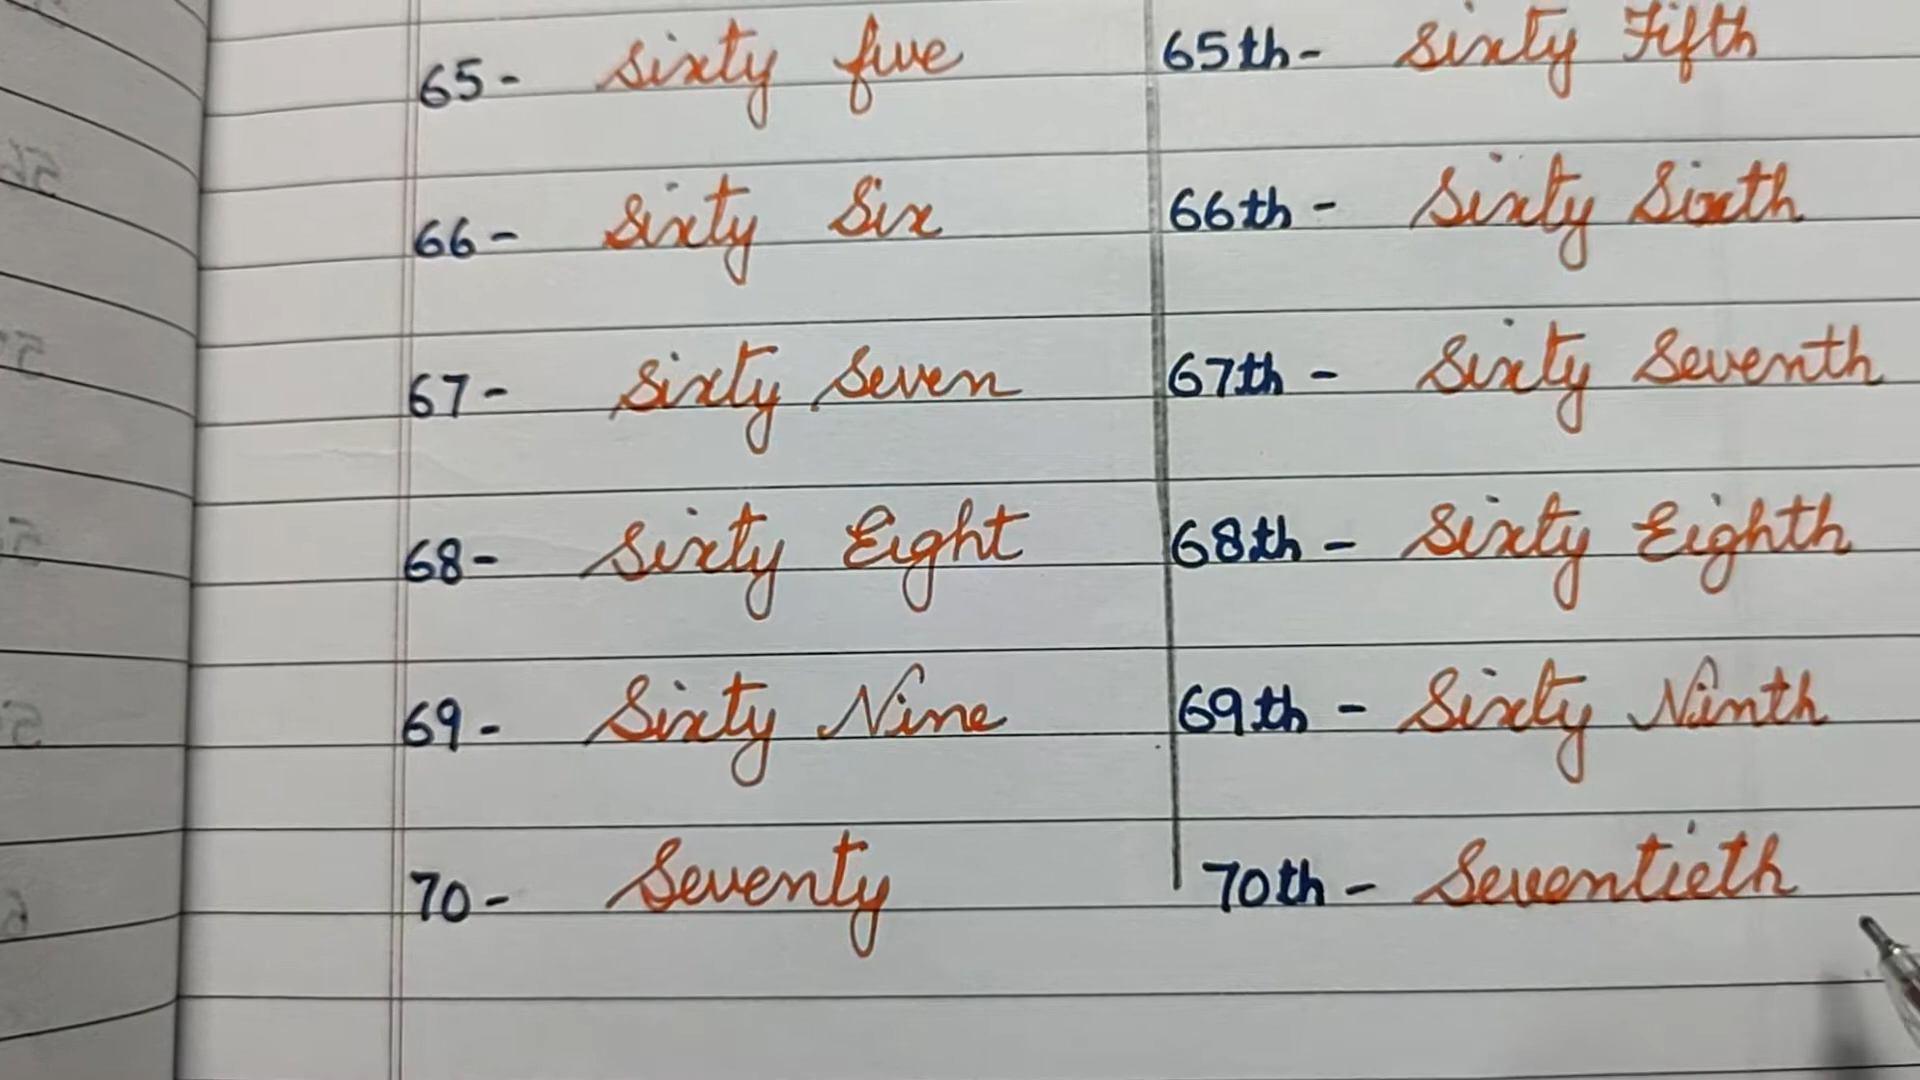 65- Sixty five 65th- Sixty Fifth
66- Sixty Six 66th- Sixty Sixth
67- Sixty Seven 67th- Sixty Seventh
68- Sixty Eight 68th- Sixty Eighth
69- Sixty Nine 69th- Sixty Ninth
70- Seventy 70th- Seventieth